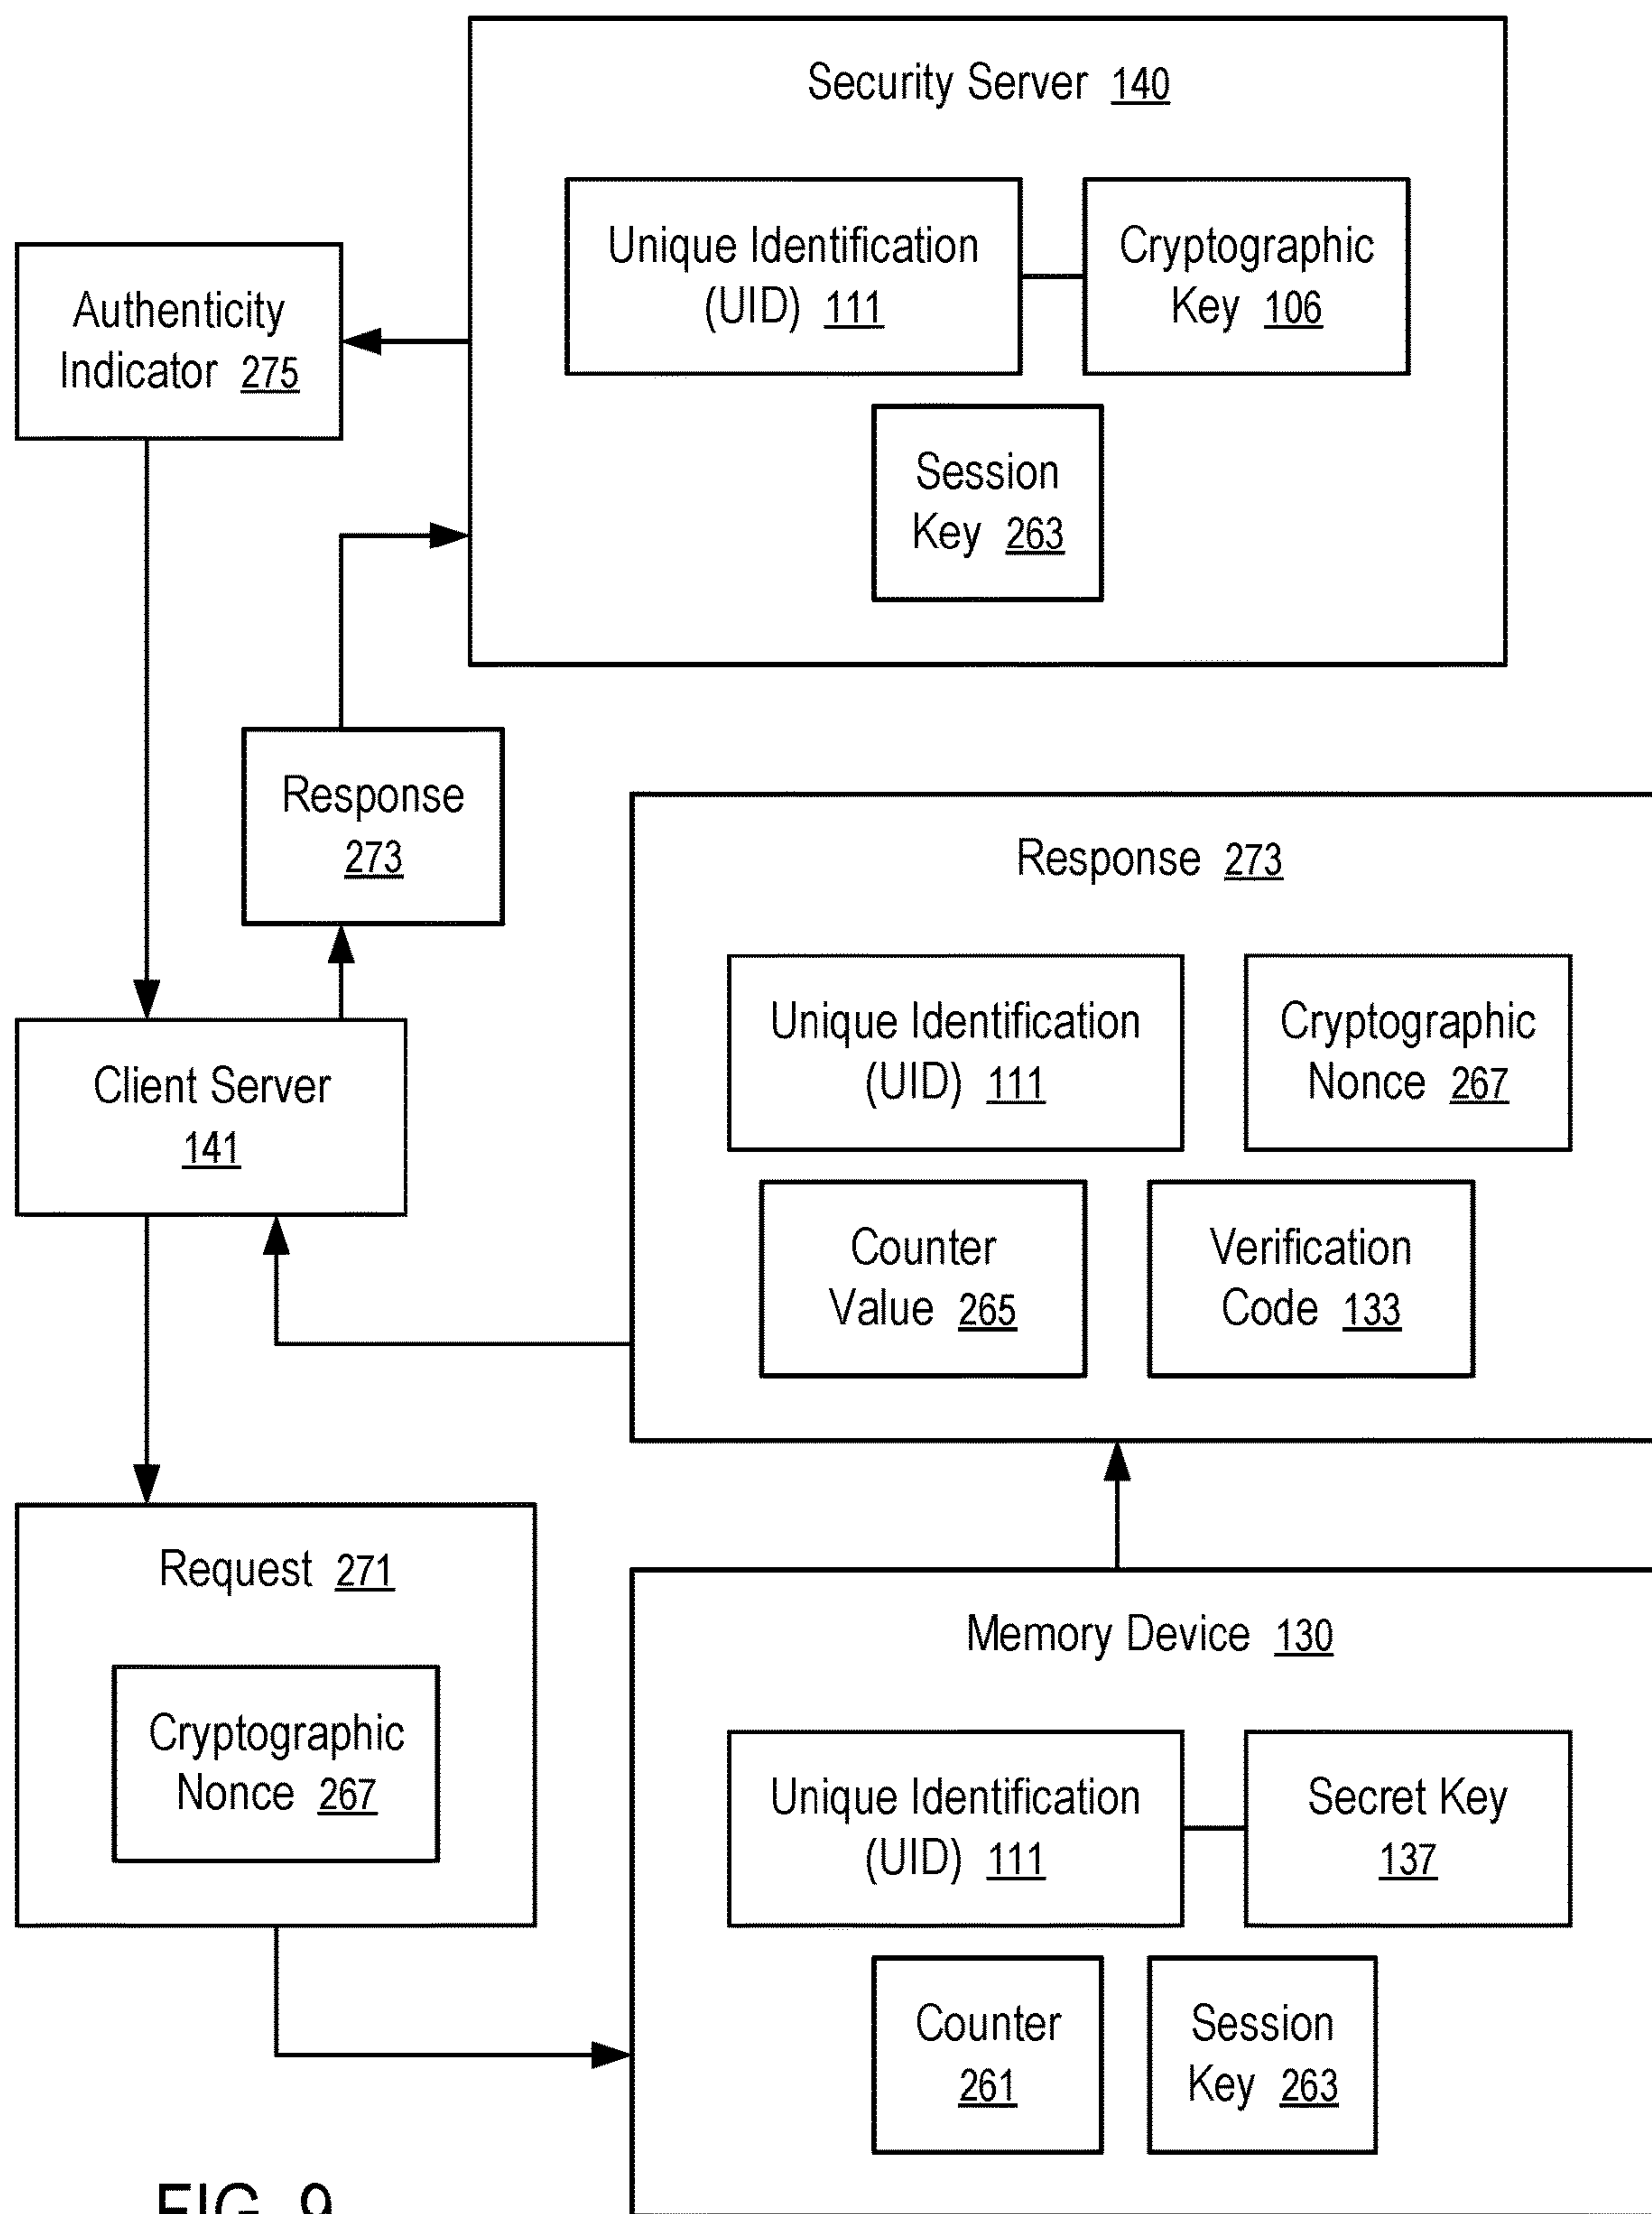 Security Server 140
Unique Identification
(UID) 111
Cryptographic
Key 106
Session
Key 263
Authenticity
Indicator 275
Response
273
Client Server
141
Response 273
Unique Identification
(UID) 111
Cryptographic
Nonce 267
Counter
Value 265
Verification
Code 133
Request 271
Cryptographic
Nonce 267
Memory Device 130
Unique Identification
(UID) 111
Secret Key
137
Counter
261
Session
Key 263
FIG. 9